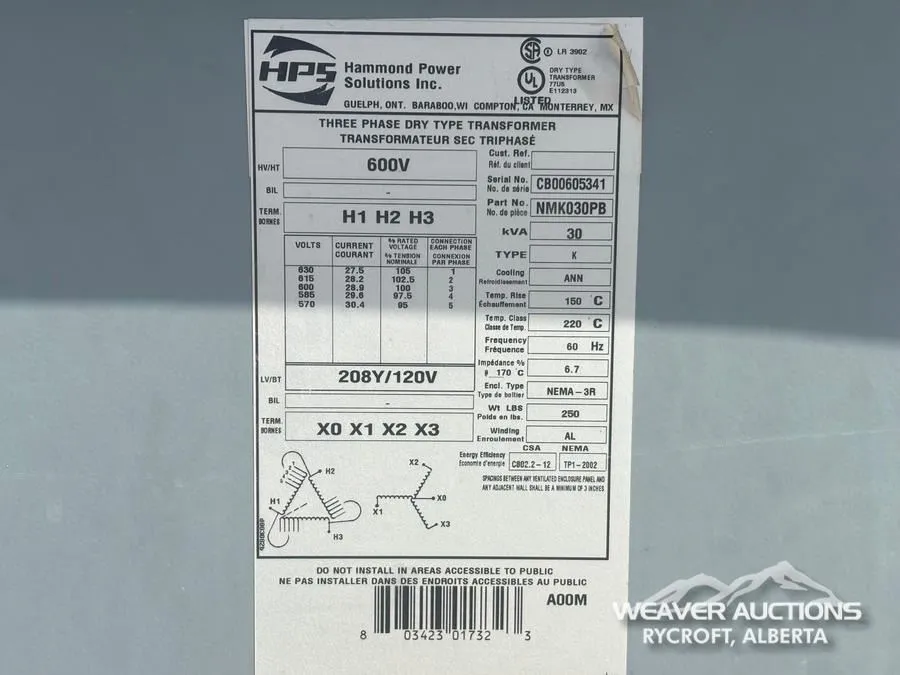 HPS
Hammond Power
Solutions Inc.
GUELPH, ONT. BARABOO,WI COMPTON, CA MONTERREY, MX
LR 3902
UL
LISTED
DRY TYPE
TRANSFORMER
77U5
E112313
THREE PHASE DRY TYPE TRANSFORMER
TRANSFORMATEUR SEC TRIPHASÉ
HV/HT 600V
BIL -
TERM. BORNES H1 H2 H3
VOLTS CURRENT COURANT % RATED VOLTAGE % TENSION NOMINALE CONNECTION EACH PHASE CONNEXION PAR PHASE
630 27.5 105 1
615 28.2 102.5 2
600 28.9 100 3
585 29.6 97.5 4
570 30.4 95 5
LV/BT 208Y/120V
BIL -
TERM. BORNES X0 X1 X2 X3
Cust. Ref.
Réf. du client
Serial No. No. de série CB00605341
Part No. No. de pièce NMK030PB
kVA 30
TYPE K
Cooling Refroidissement ANN
Temp. Rise Échauffement 150 °C
Temp. Class Classe de Temp. 220 °C
Frequency Fréquence 60 Hz
Impédance % @ 170 °C 6.7
Encl. Type Type de boîtier NEMA-3R
Wt LBS Poids en lbs. 250
Winding Enroulement AL
CSA NEMA
Energy Efficiency Economie d'energie C802.2-12 TP1-2002
SPACINGS BETWEEN ANY VENTILATED ENCLOSURE PANEL AND
ANY ADJACENT WALL SHALL BE A MINIMUM OF 3 INCHES
H1
H2
H3
X2
X0
X1
X3
DO NOT INSTALL IN AREAS ACCESSIBLE TO PUBLIC
NE PAS INSTALLER DANS DES ENDROITS ACCESSIBLES AU PUBLIC
A00M
8 03423 01732 3
WEAVER AUCTIONS
RYCROFT, ALBERTA